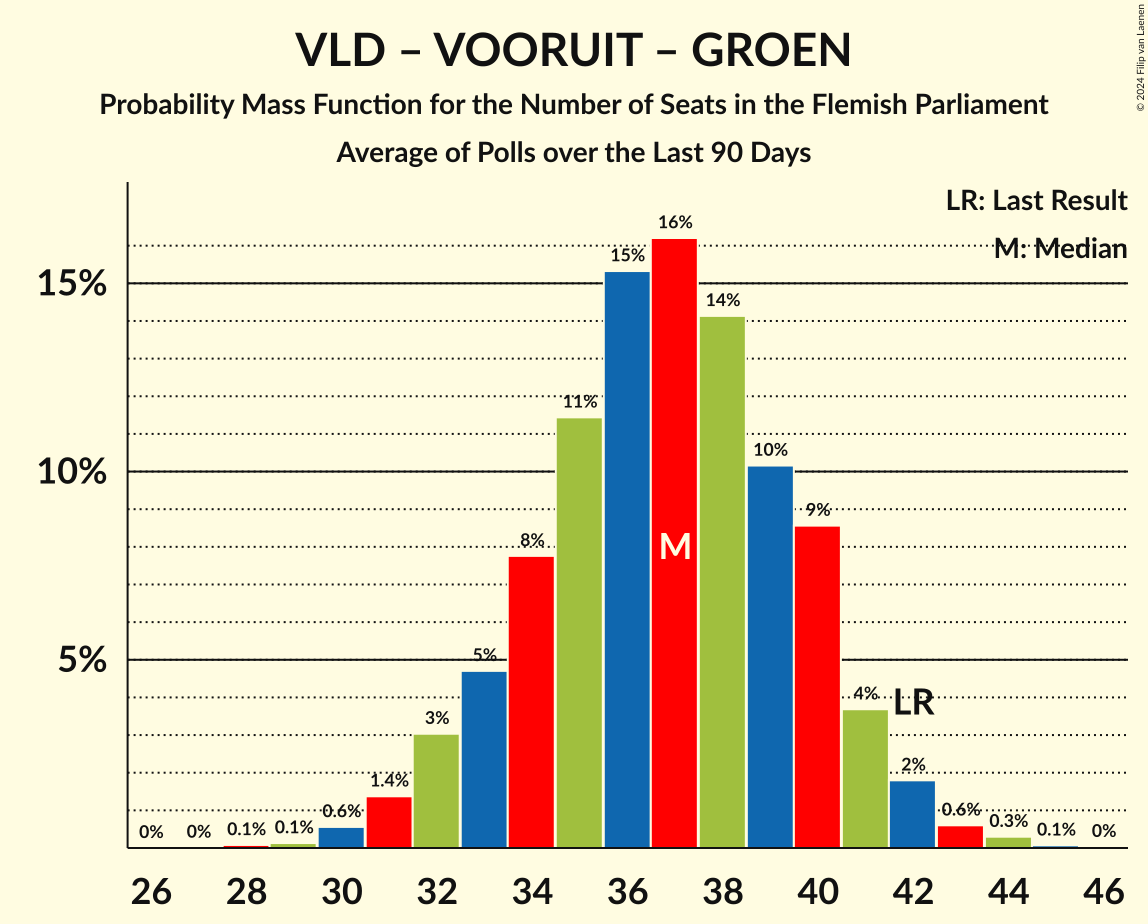 VLD – VOORUIT – GROEN
Probability Mass Function for the Number of Seats in the Flemish Parliament
Average of Polls over the Last 90 Days
© 2024 Filip van Laenen
LR: Last Result
M: Median
15%
10%
5%
0%
0%
0.1%
0.1%
0.6%
1.4%
3%
5%
8%
11%
15%
16%
14%
10%
9%
4%
2%
0.6%
0.3%
0.1%
0%
M
LR
26 28 30 32 34 36 38 40 42 44 46